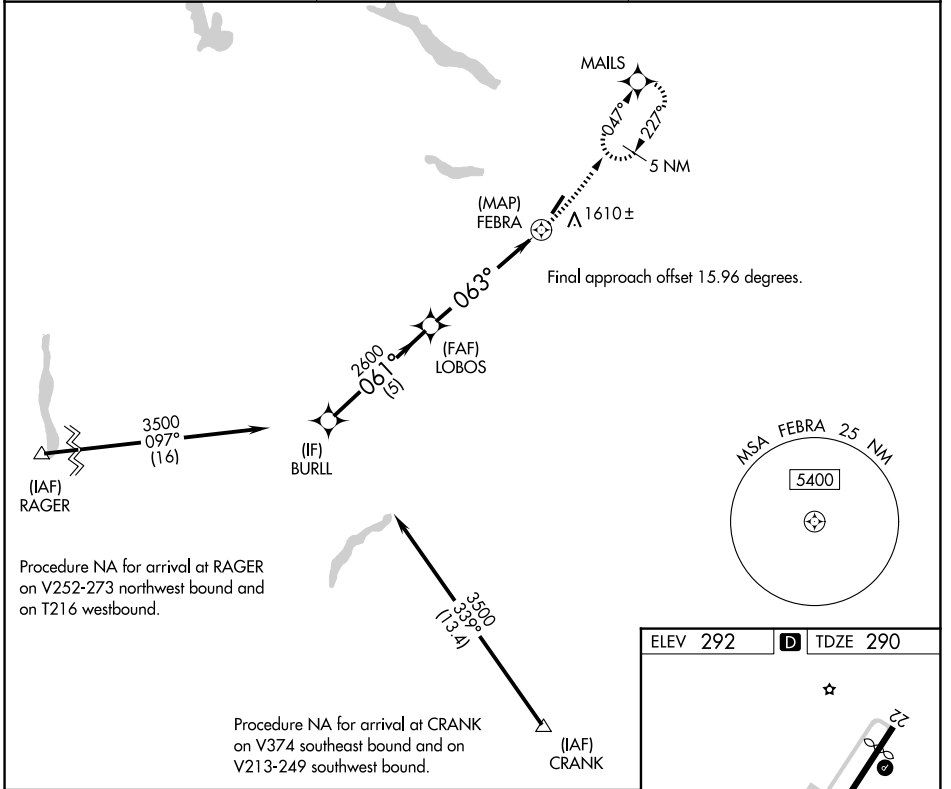 MAILS
047°
227°
5 NM
(MAP)
FEBRA
1610±
063°
Final approach offset 15.96 degrees.
(FAF)
LOBOS
2600
061°
(5)
3500
097°
(16)
(IF)
BURLL
(IAF)
RAGER
MSA FEBRA 25 NM
5400
Procedure NA for arrival at RAGER
on V252-273 northwest bound and
on T216 westbound.
3500
339°
(13.4)
Procedure NA for arrival at CRANK
on V374 southeast bound and on
V213-249 southwest bound.
(IAF)
CRANK
ELEV 292 D TDZE 290
22
P